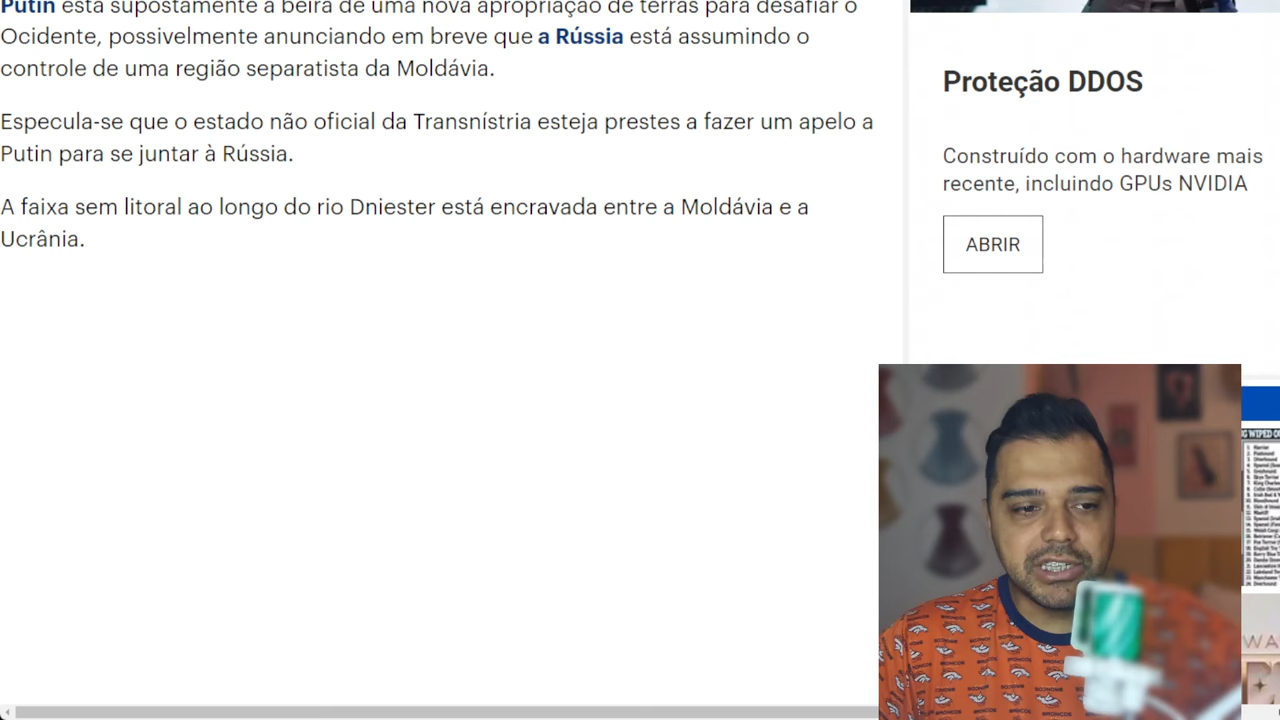 Putin está supostamente à beira de uma nova apropriação de terras para desafiar o
Ocidente, possivelmente anunciando em breve que a Rússia está assumindo o
controle de uma região separatista da Moldávia.
Especula-se que o estado não oficial da Transnístria esteja prestes a fazer um apelo a
Putin para se juntar à Rússia.
A faixa sem litoral ao longo do rio Dniester está encravada entre a Moldávia e a
Ucrânia.
Proteção DDOS
Construído com o hardware mais
recente, incluindo GPUs NVIDIA
ABRIR
BRONCOS